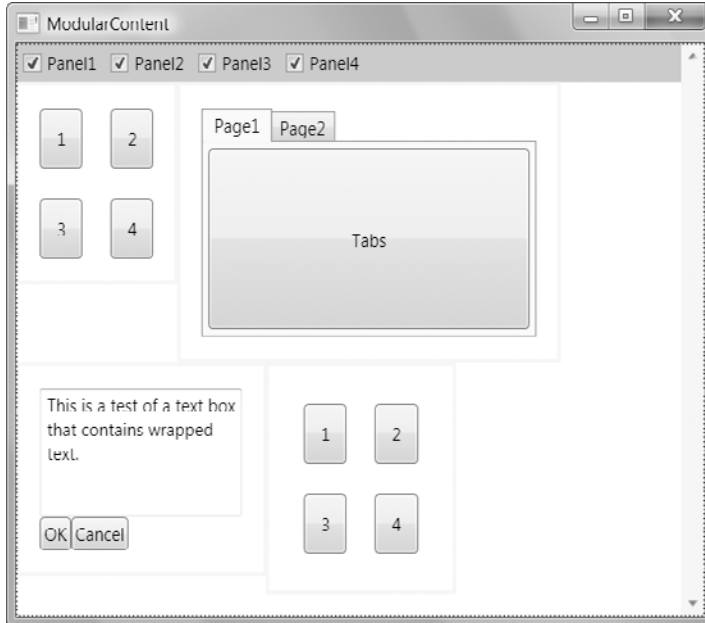 ModularContent
Panel1 Panel2 Panel3 Panel4
1 2
3 4
Page1 Page2
Tabs
This is a test of a text box
that contains wrapped
text.
OK Cancel
1 2
3 4